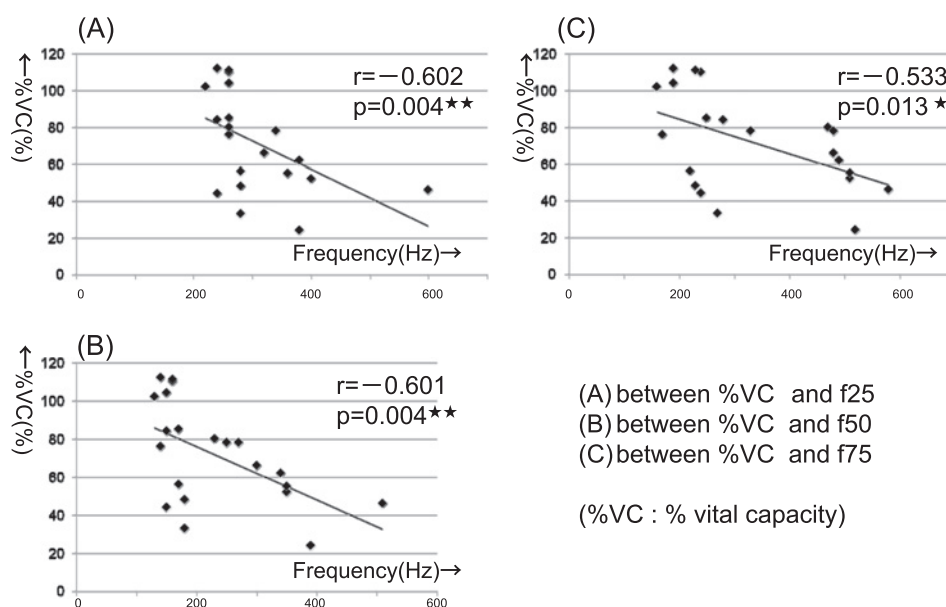 (A)
←%VC(%)
120
100
80
60
40
20
0
r=−0.602
p=0.004★★
Frequency(Hz)→
0 200 400 600
(C)
←%VC(%)
120
100
80
60
40
20
0
r=−0.533
p=0.013 ★
Frequency(Hz)→
0 200 400 600
(B)
←%VC(%)
120
100
80
60
40
20
0
r=−0.601
p=0.004★★
Frequency(Hz)→
0 200 400 600
(A) between %VC and f25
(B) between %VC and f50
(C) between %VC and f75
(%VC : % vital capacity)